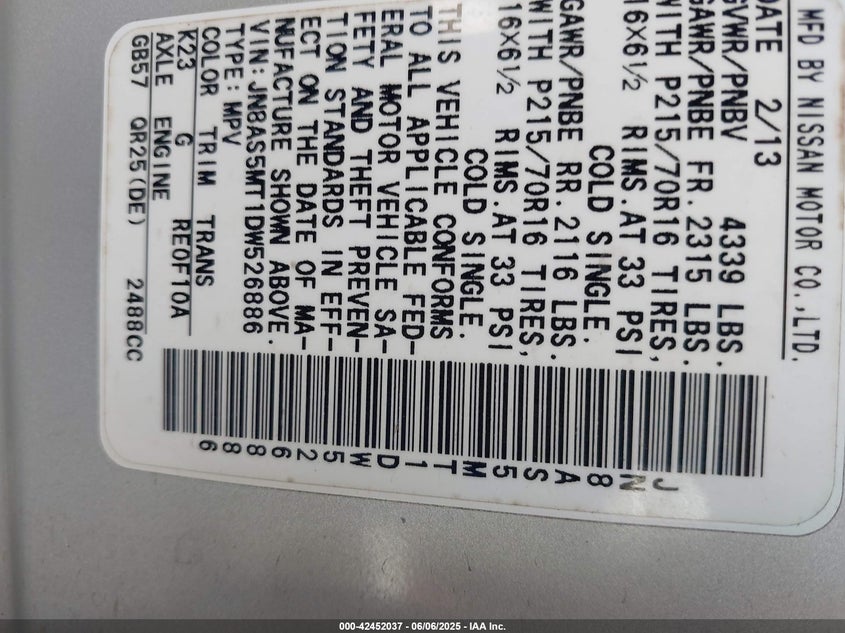 MFD BY NISSAN MOTOR CO.,LTD.
DATE 2/13
GVWR/PNBV 4339 LBS.
GAWR/PNBE FR. 2315 LBS.
WITH P215/70R16 TIRES,
16X6½ RIMS.AT 33 PSI
COLD SINGLE.
GAWR/PNBE RR. 2116 LBS.
WITH P215/70R16 TIRES,
16X6½ RIMS.AT 33 PSI
COLD SINGLE.
THIS VEHICLE CONFORMS
TO ALL APPLICABLE FED-
ERAL MOTOR VEHICLE SA-
FETY AND THEFT PREVEN-
TION STANDARDS IN EFF-
ECT ON THE DATE OF MA-
NUFACTURE SHOWN ABOVE.
VIN:JN8AS5MT1DW526886
TYPE:MPV
COLOR TRIM TRANS
K23 G RE0F10A
AXLE ENGINE
GB57 QR25(DE) 2488CC
JN8AS5MT1DW526886
000-42452037 - 06/06/2025 - IAA Inc.